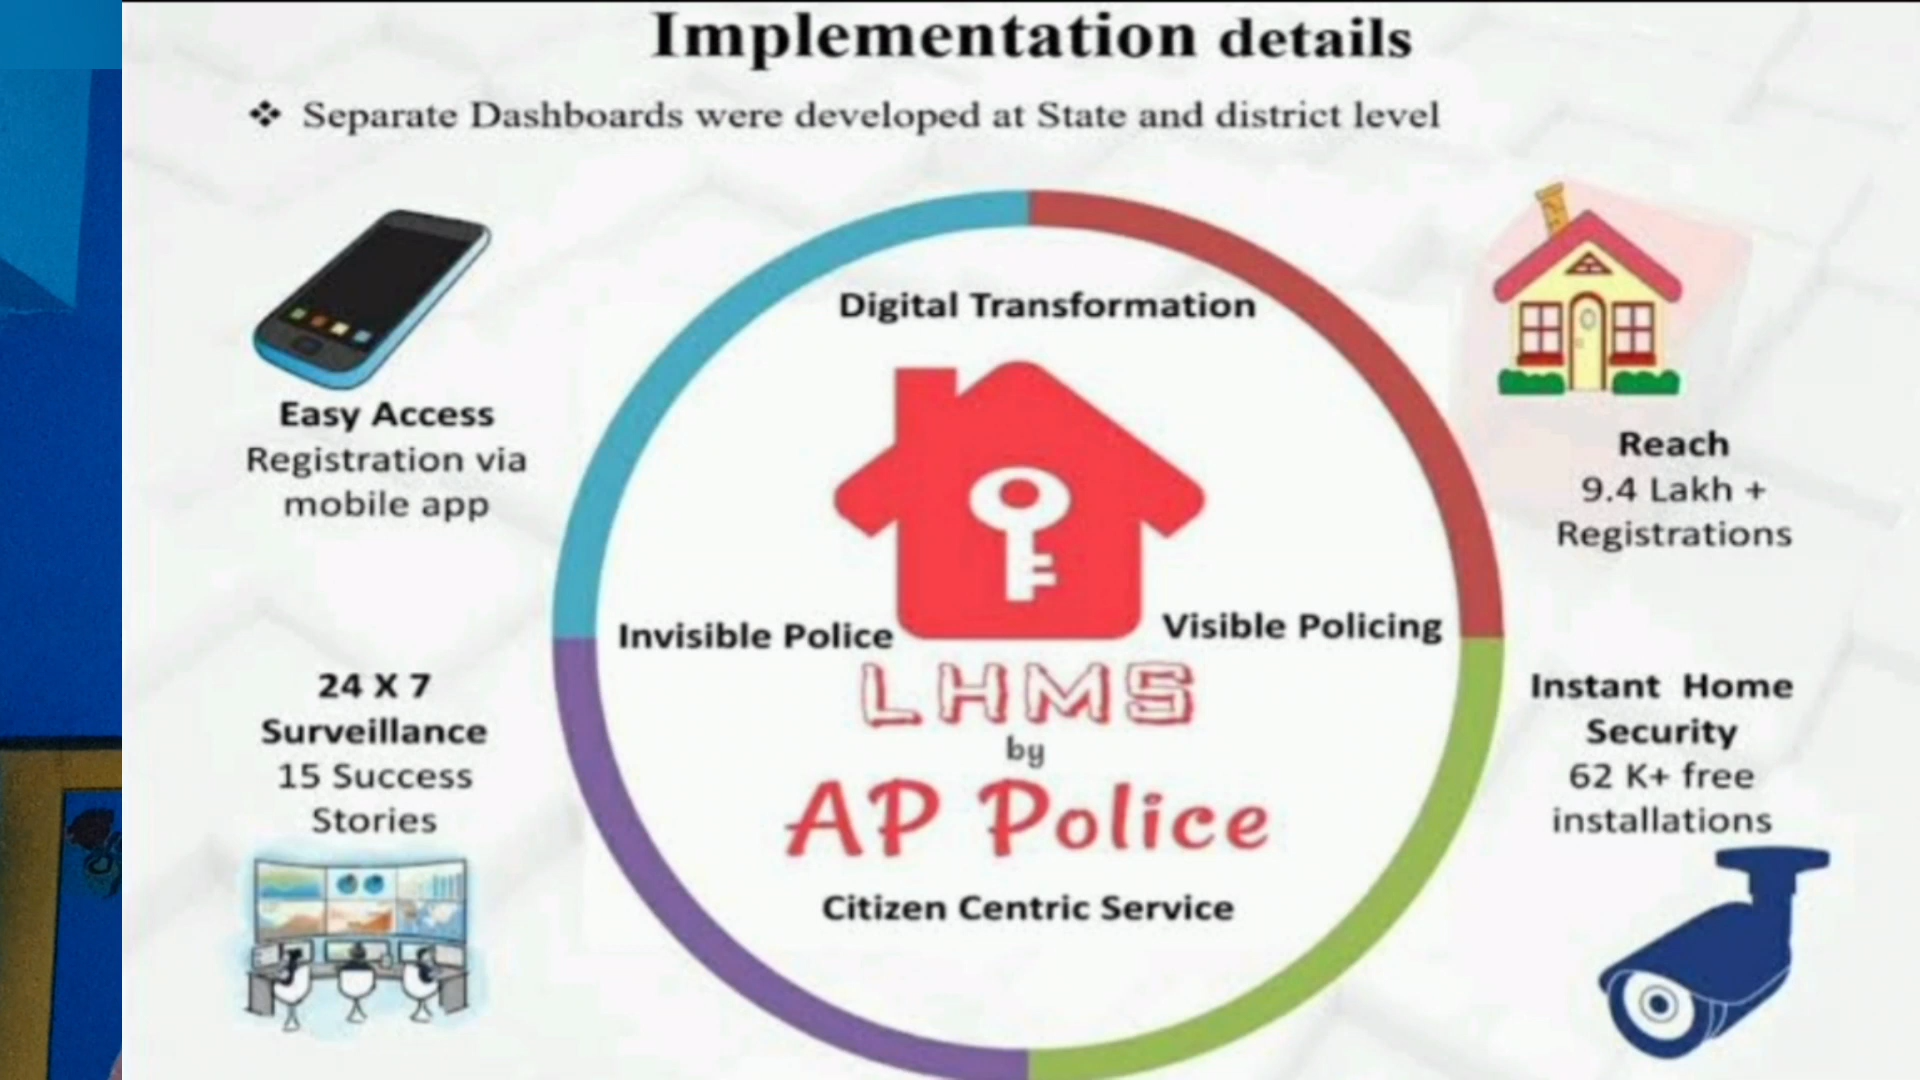 Implementation details
❖ Separate Dashboards were developed at State and district level
Easy Access
Registration via
mobile app
Digital Transformation
Reach
9.4 Lakh +
Registrations
Invisible Police
Visible Policing
LHMS
by
AP Police
Citizen Centric Service
24 X 7
Surveillance
15 Success
Stories
Instant Home
Security
62 K+ free
installations